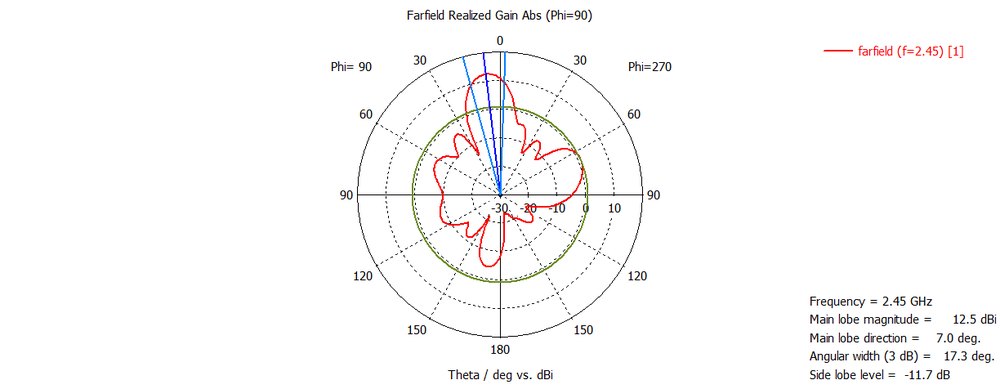 Farfield Realized Gain Abs (Phi=90)
farfield (f=2.45) [1]
0
Phi= 90
30
30
Phi=270
60
60
90
-30
-20
-10
0
10
90
120
120
150
150
180
Theta / deg vs. dBi
Frequency = 2.45 GHz
Main lobe magnitude = 12.5 dBi
Main lobe direction = 7.0 deg.
Angular width (3 dB) = 17.3 deg.
Side lobe level = -11.7 dB